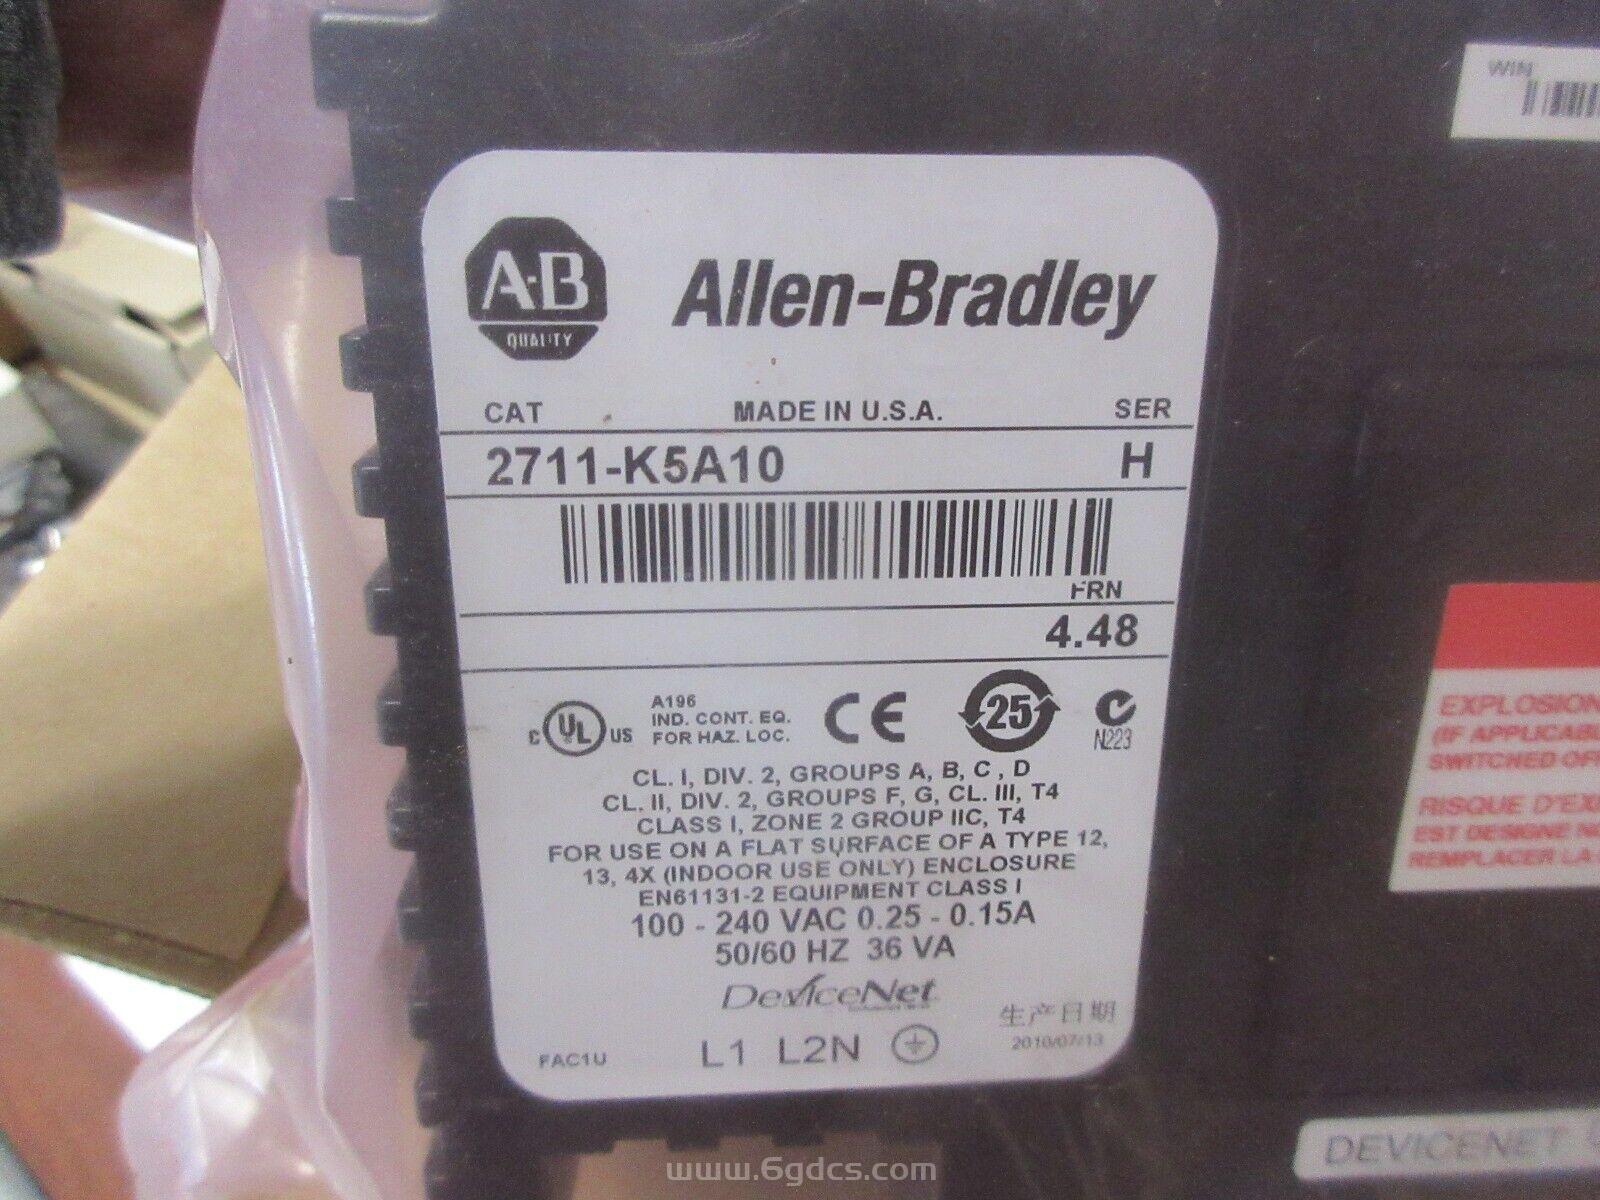 WIN
A-B
QUALITY
Allen-Bradley
CAT MADE IN U.S.A. SER
2711-K5A10 H
FRN
4.48
C UL US
A196
IND. CONT. EQ.
FOR HAZ. LOC.
CE
25
N223
CL. I, DIV. 2, GROUPS A, B, C , D
CL. II, DIV. 2, GROUPS F, G, CL. III, T4
CLASS I, ZONE 2 GROUP IIC, T4
FOR USE ON A FLAT SURFACE OF A TYPE 12,
13, 4X (INDOOR USE ONLY) ENCLOSURE
EN61131-2 EQUIPMENT CLASS I
100 - 240 VAC 0.25 - 0.15A
50/60 HZ 36 VA
DeviceNet
生产日期
2010/07/13
FAC1U L1 L2N
EXPLOSION
(IF APPLICABL
SWITCHED OF
RISQUE D'EX
EST DESIGNE NO
REMPLACER LA
DEVICENET
www.6gdcs.com